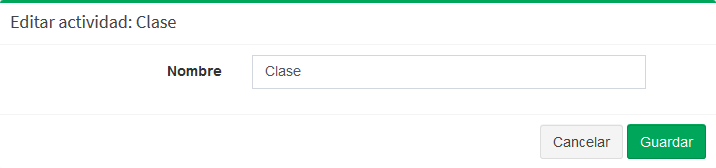 Editar actividad: Clase
Nombre
Clase
Cancelar
Guardar